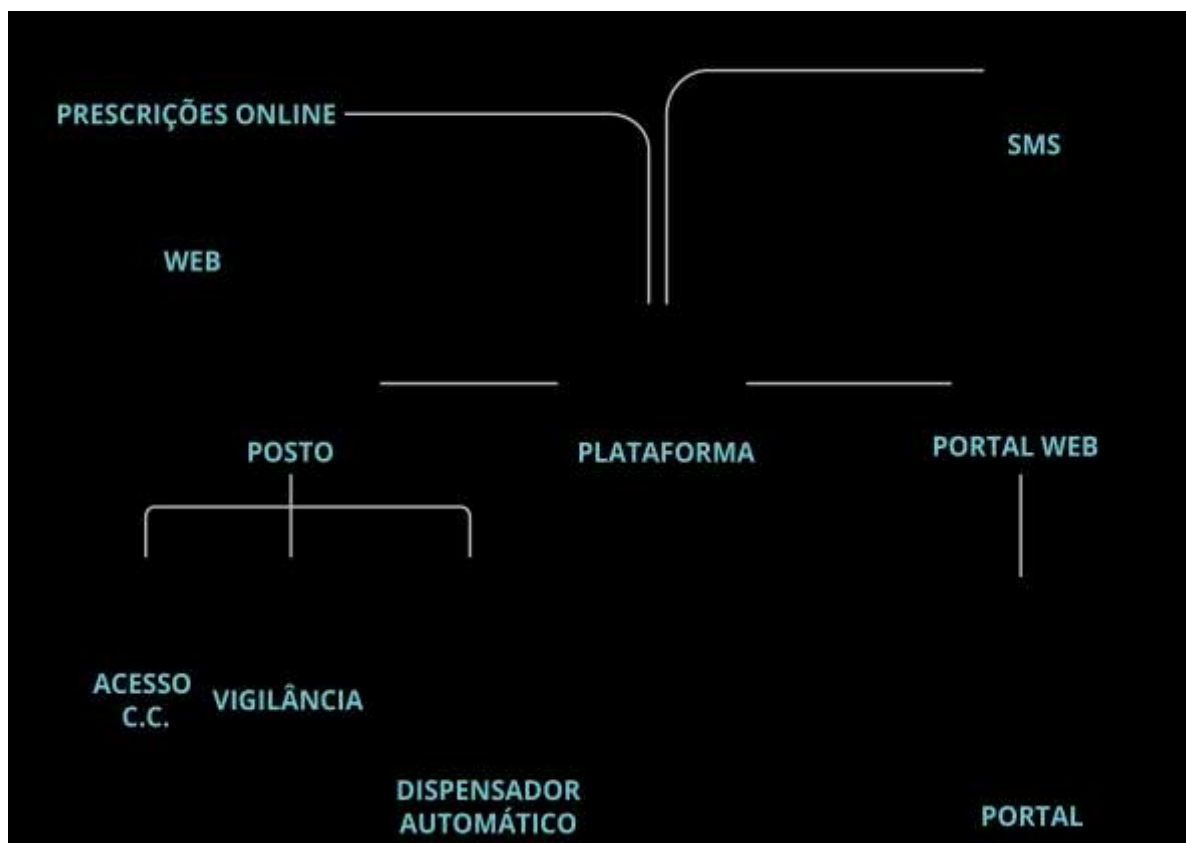 PRESCRIÇÕES ONLINE
SMS
WEB
POSTO
PLATAFORMA
PORTAL WEB
ACESSO
C.C.
VIGILÂNCIA
DISPENSADOR
AUTOMÁTICO
PORTAL